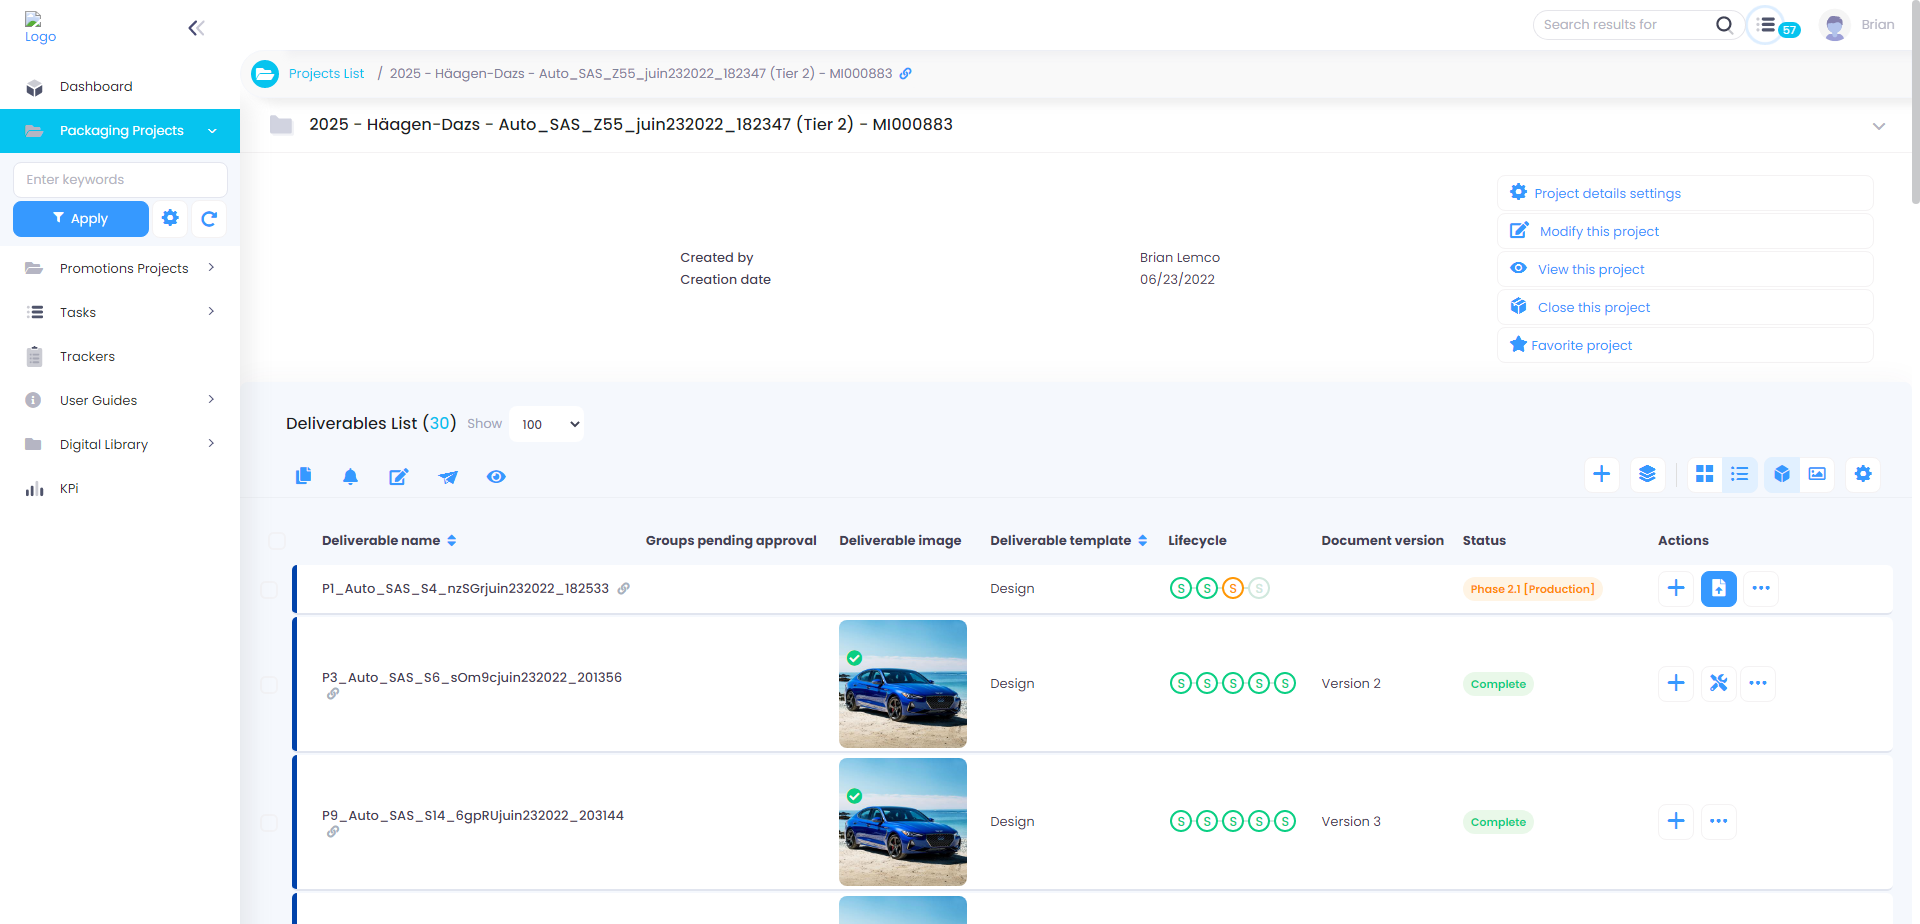 Logo
Search results for
57
Brian
Dashboard
Packaging Projects
Enter keywords
Apply
Promotions Projects
Tasks
Trackers
User Guides
Digital Library
KPi
Projects List / 2025 - Häagen-Dazs - Auto_SAS_Z55_juin232022_182347 (Tier 2) - MI000883
2025 - Häagen-Dazs - Auto_SAS_Z55_juin232022_182347 (Tier 2) - MI000883
Created by Brian Lemco
Creation date 06/23/2022
Project details settings
Modify this project
View this project
Close this project
Favorite project
Deliverables List (30) Show 100
Deliverable name Groups pending approval Deliverable image Deliverable template Lifecycle Document version Status Actions
P1_Auto_SAS_S4_nzSGrjuin232022_182533 Design S S S S Phase 2.1 [Production]
P3_Auto_SAS_S6_sOm9cjuin232022_201356 Design S S S S S Version 2 Complete
P9_Auto_SAS_S14_6gpRUjuin232022_203144 Design S S S S S Version 3 Complete